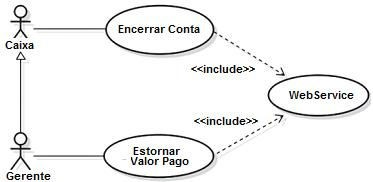 Encerrar Conta
Caixa
<<include>>
WebService
<<include>>
Estornar
Valor Pago
Gerente